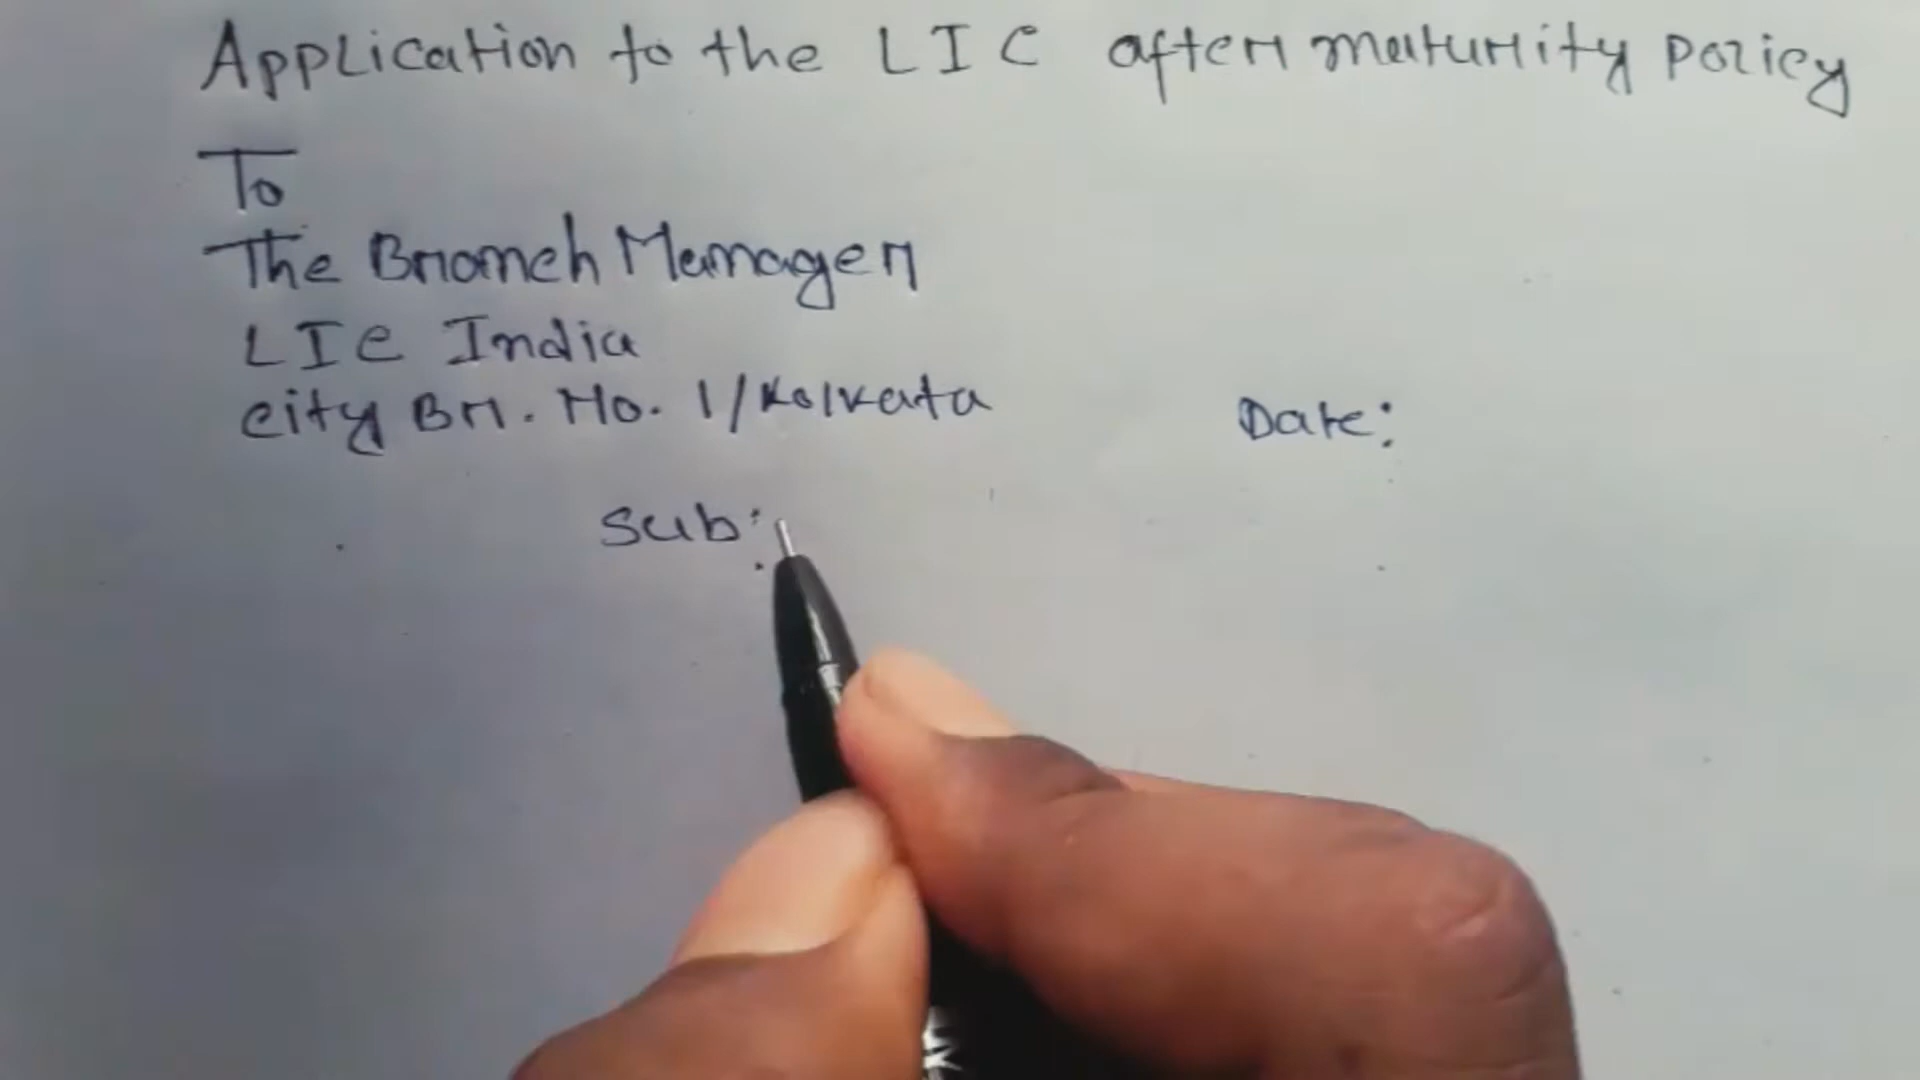 Application to the LIC after maturity policy
To
The Branch Manager
LIC India
city Br. No. 1/Kolkata
Date:
Sub: